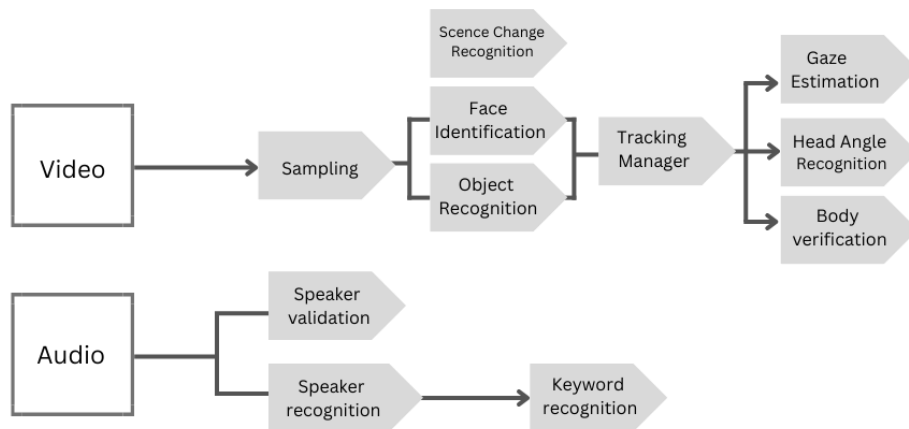 Scence Change
Recognition
Gaze
Estimation
Face
Identification
Video
Sampling
Tracking
Manager
Head Angle
Recognition
Object
Recognition
Body
verification
Speaker
validation
Audio
Speaker
recognition
Keyword
recognition